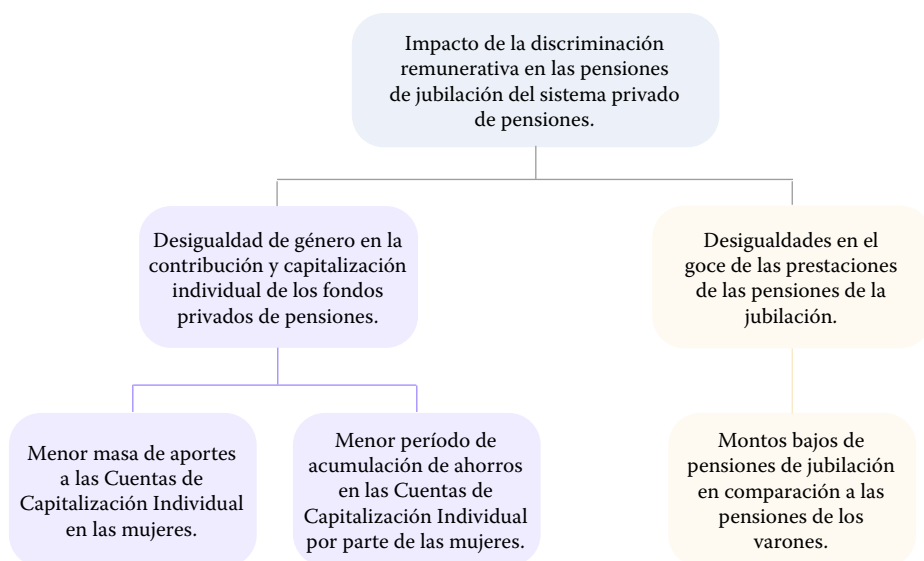 Impacto de la discriminación
remunerativa en las pensiones
de jubilación del sistema privado
de pensiones.
Desigualdad de género en la
contribución y capitalización
individual de los fondos
privados de pensiones.
Desigualdades en el
goce de las prestaciones
de las pensiones de la
jubilación.
Menor masa de aportes
a las Cuentas de
Capitalización Individual
en las mujeres.
Menor período de
acumulación de ahorros
en las Cuentas de
Capitalización Individual
por parte de las mujeres.
Montos bajos de
pensiones de jubilación
en comparación a las
pensiones de los
varones.